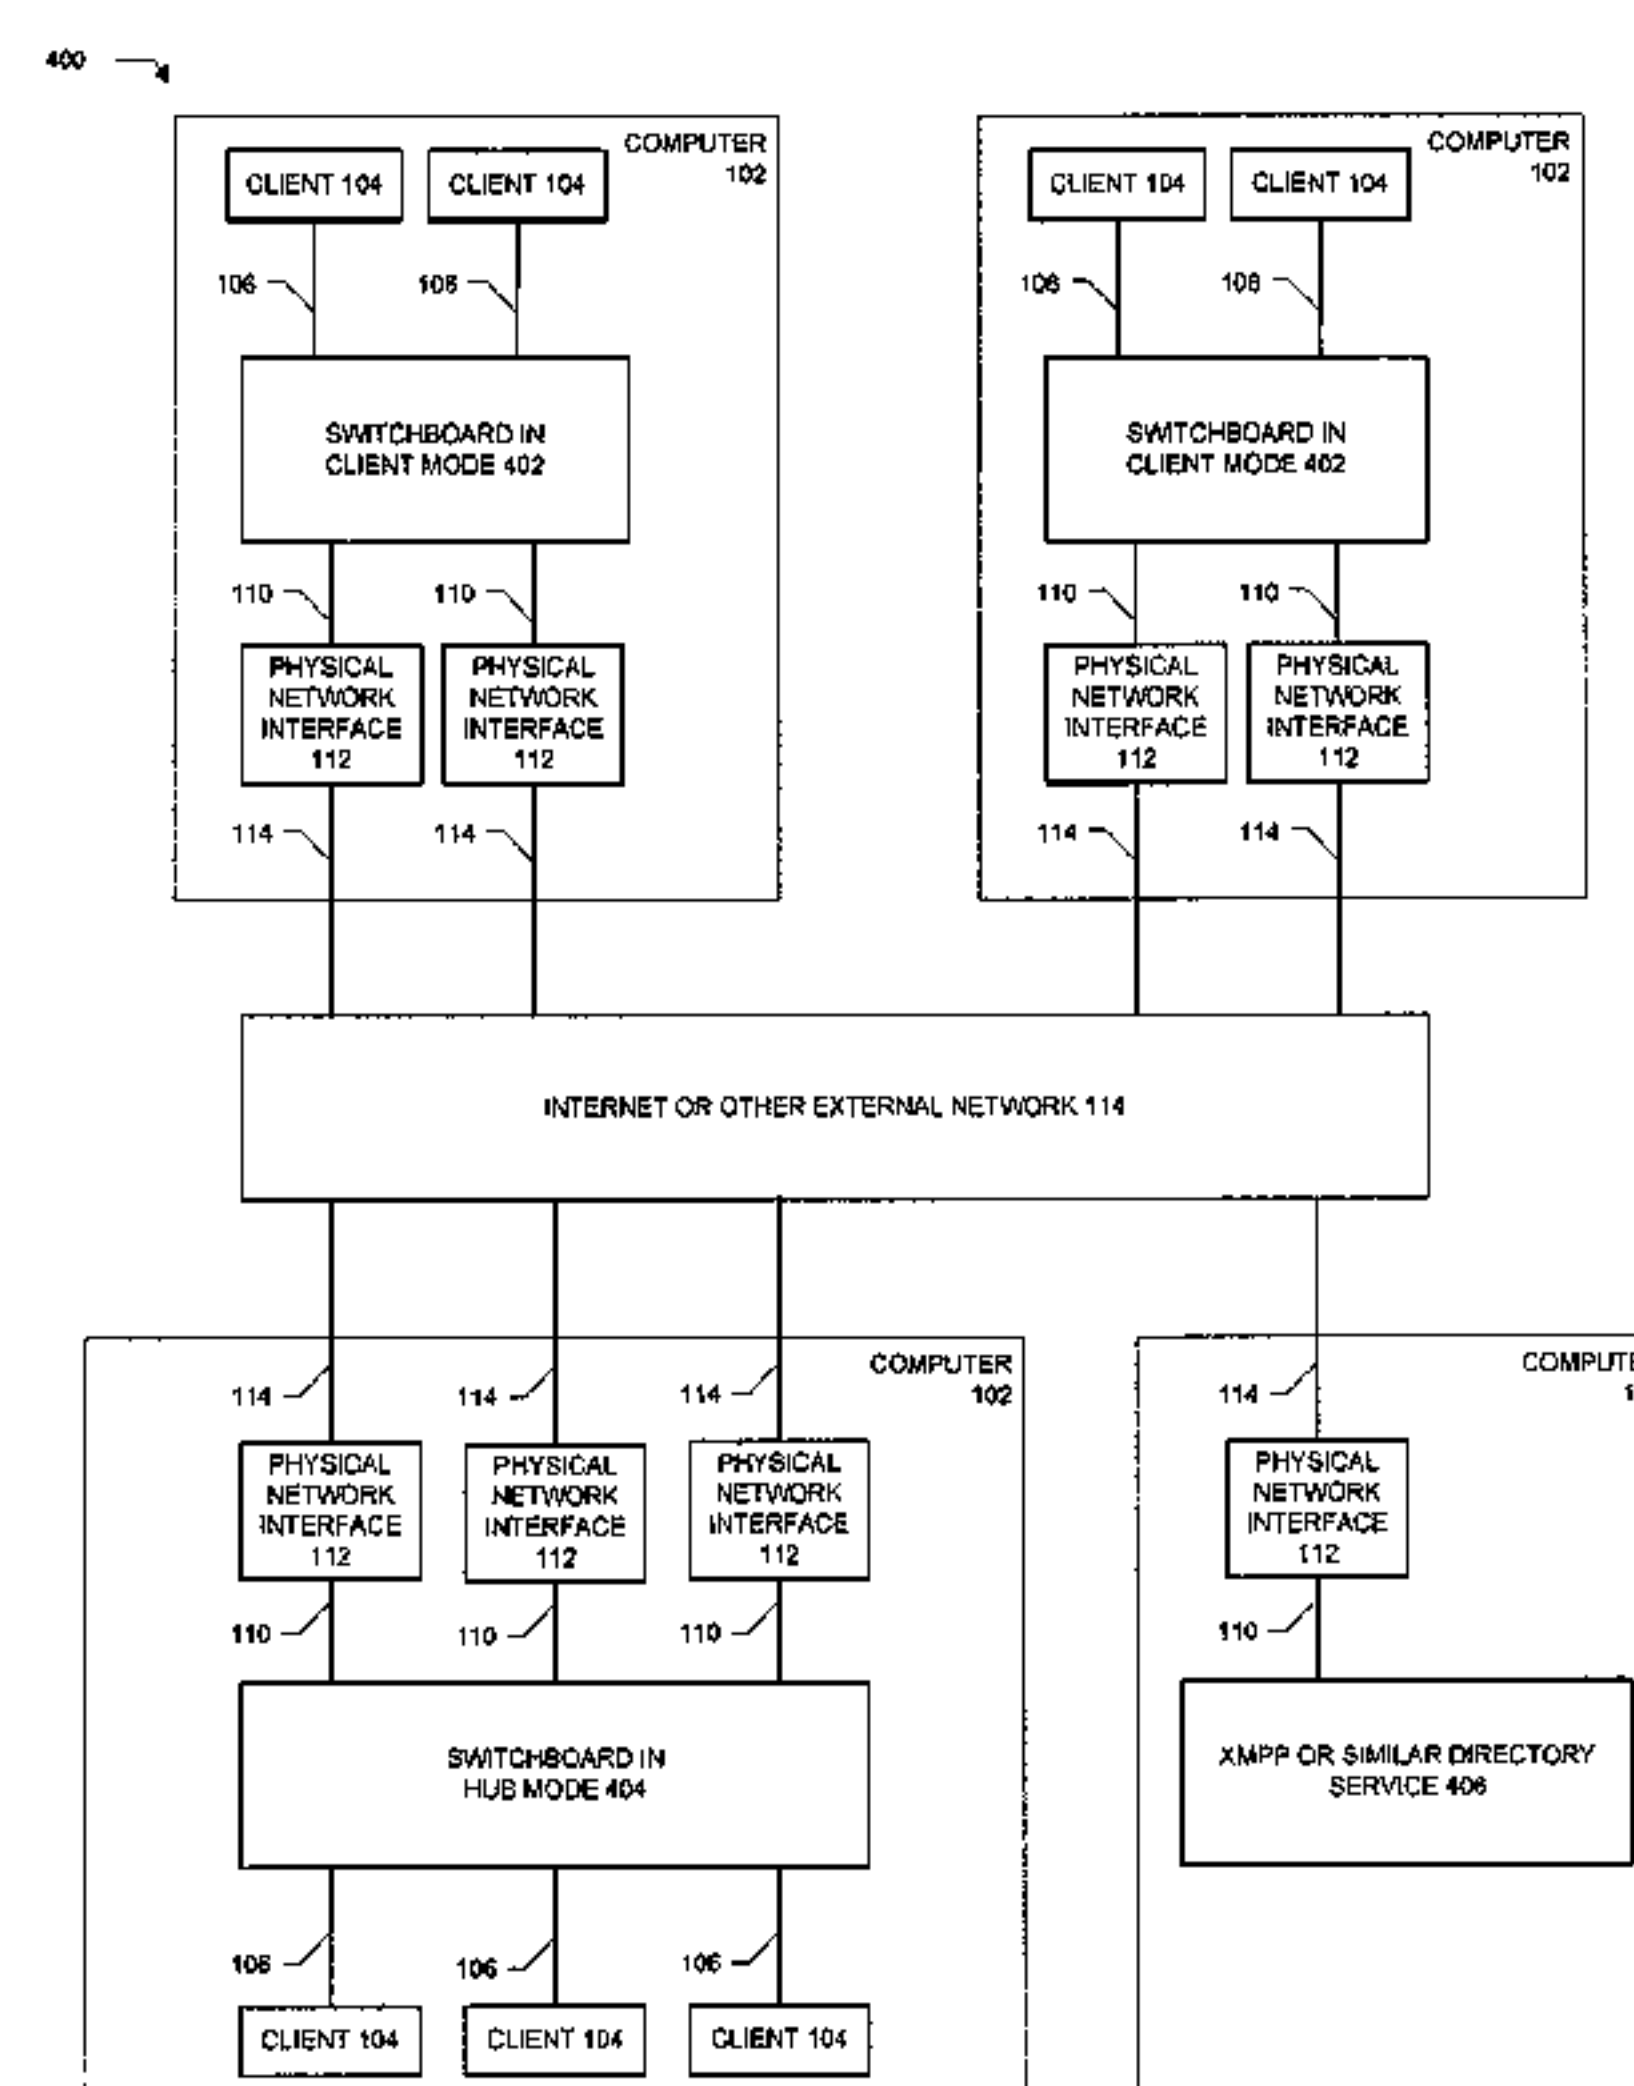 400
COMPUTER
102
CLIENT 104
CLIENT 104
106
106
SWITCHBOARD IN
CLIENT MODE 402
110
110
PHYSICAL
NETWORK
INTERFACE
112
PHYSICAL
NETWORK
INTERFACE
112
114
114
COMPUTER
102
CLIENT 104
CLIENT 104
106
106
SWITCHBOARD IN
CLIENT MODE 402
110
110
PHYSICAL
NETWORK
INTERFACE
112
PHYSICAL
NETWORK
INTERFACE
112
114
114
INTERNET OR OTHER EXTERNAL NETWORK 114
COMPUTER
102
114
114
114
PHYSICAL
NETWORK
INTERFACE
112
PHYSICAL
NETWORK
INTERFACE
112
PHYSICAL
NETWORK
INTERFACE
112
110
110
110
SWITCHBOARD IN
HUB MODE 404
106
106
106
CLIENT 104
CLIENT 104
CLIENT 104
114
PHYSICAL
NETWORK
INTERFACE
112
110
XMPP OR SIMILAR DIRECTORY
SERVICE 406